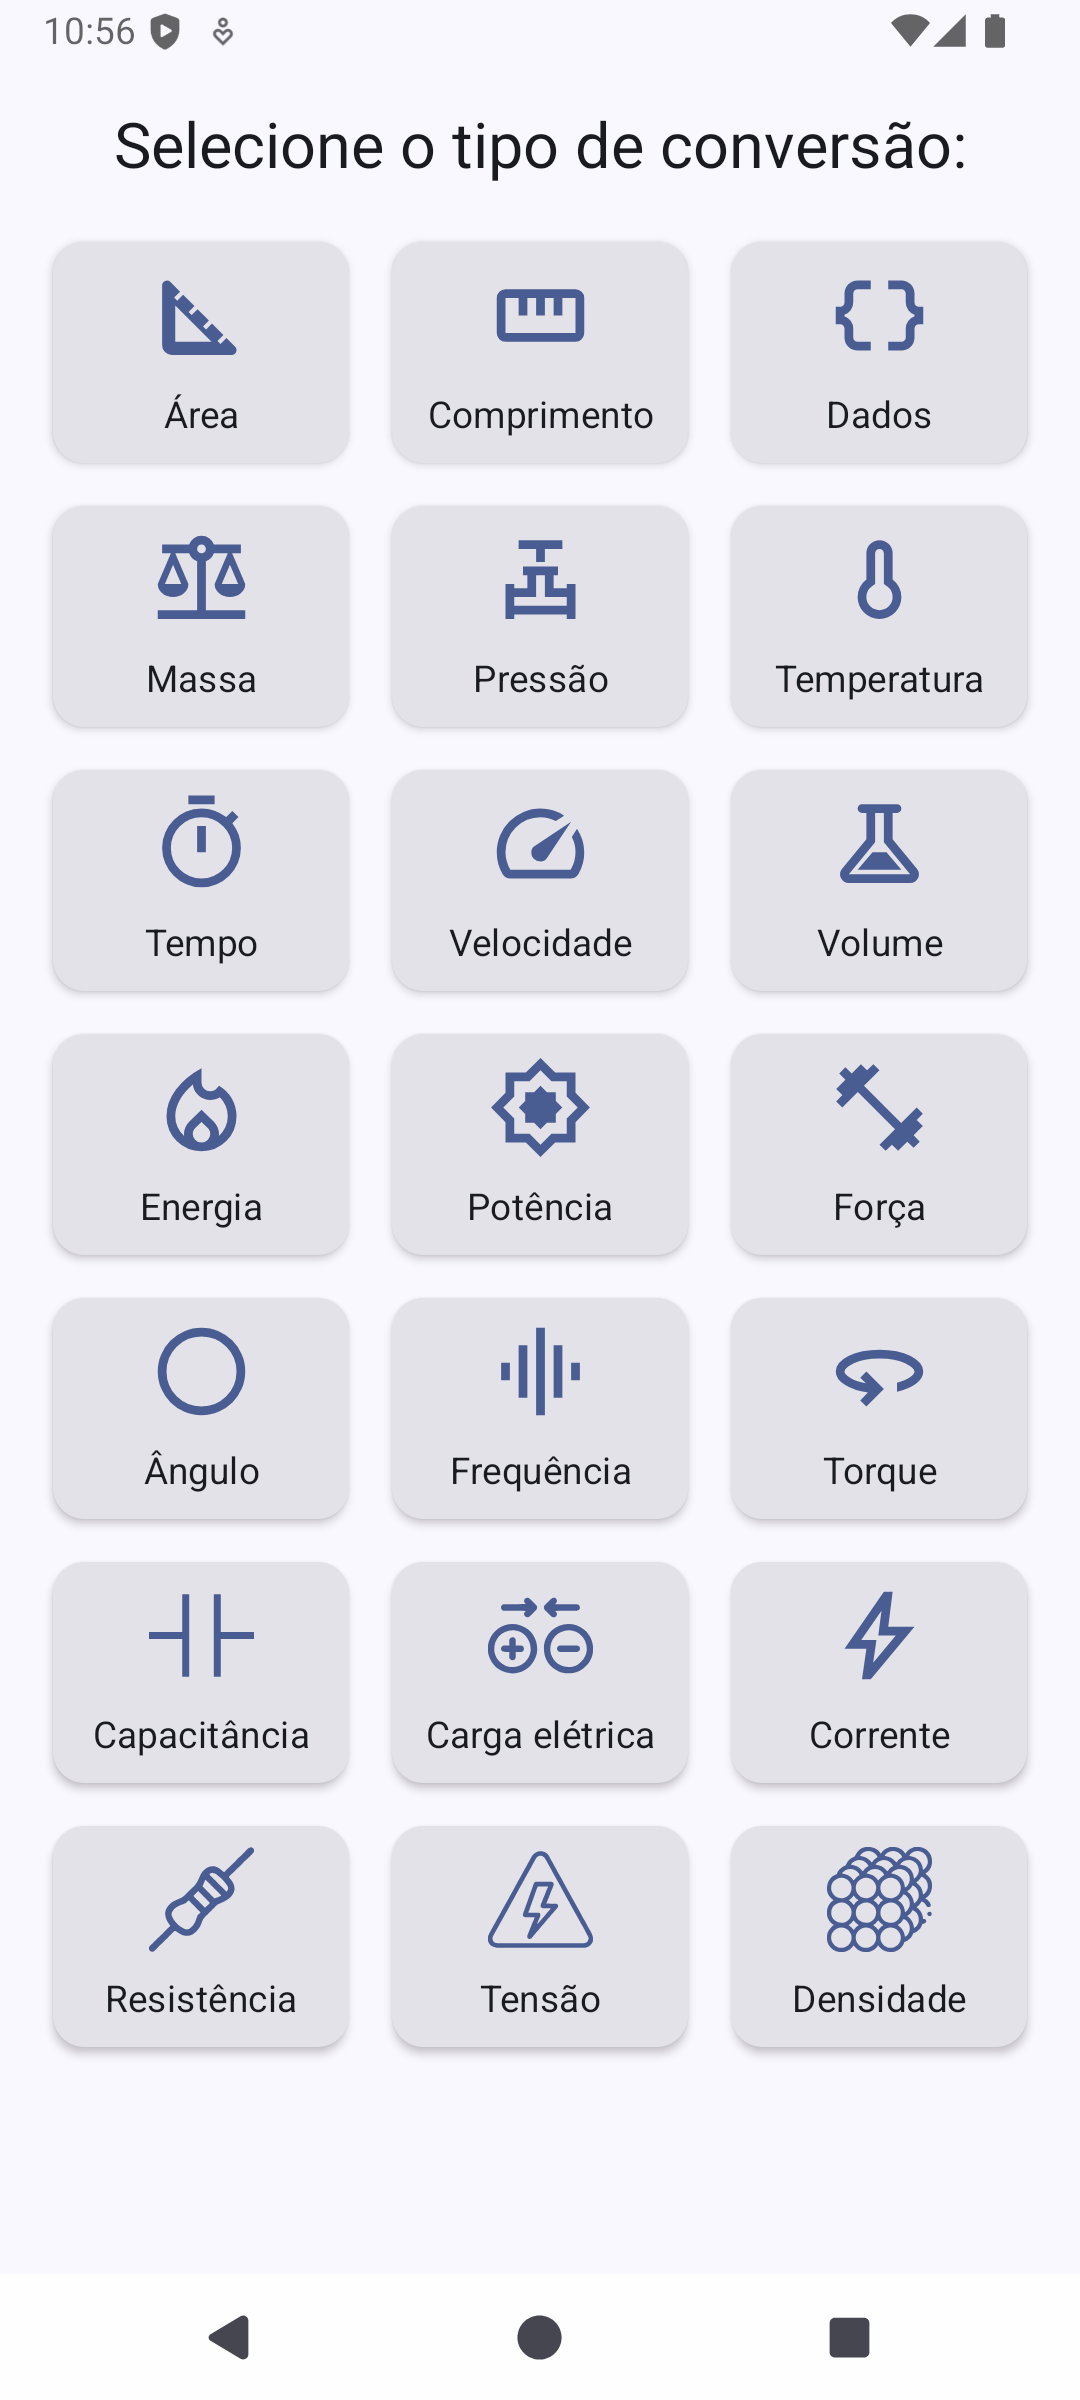 10:56
Selecione o tipo de conversão:
Área
Comprimento
Dados
Massa
Pressão
Temperatura
Tempo
Velocidade
Volume
Energia
Potência
Força
Ângulo
Frequência
Torque
Capacitância
Carga elétrica
Corrente
Resistência
Tensão
Densidade